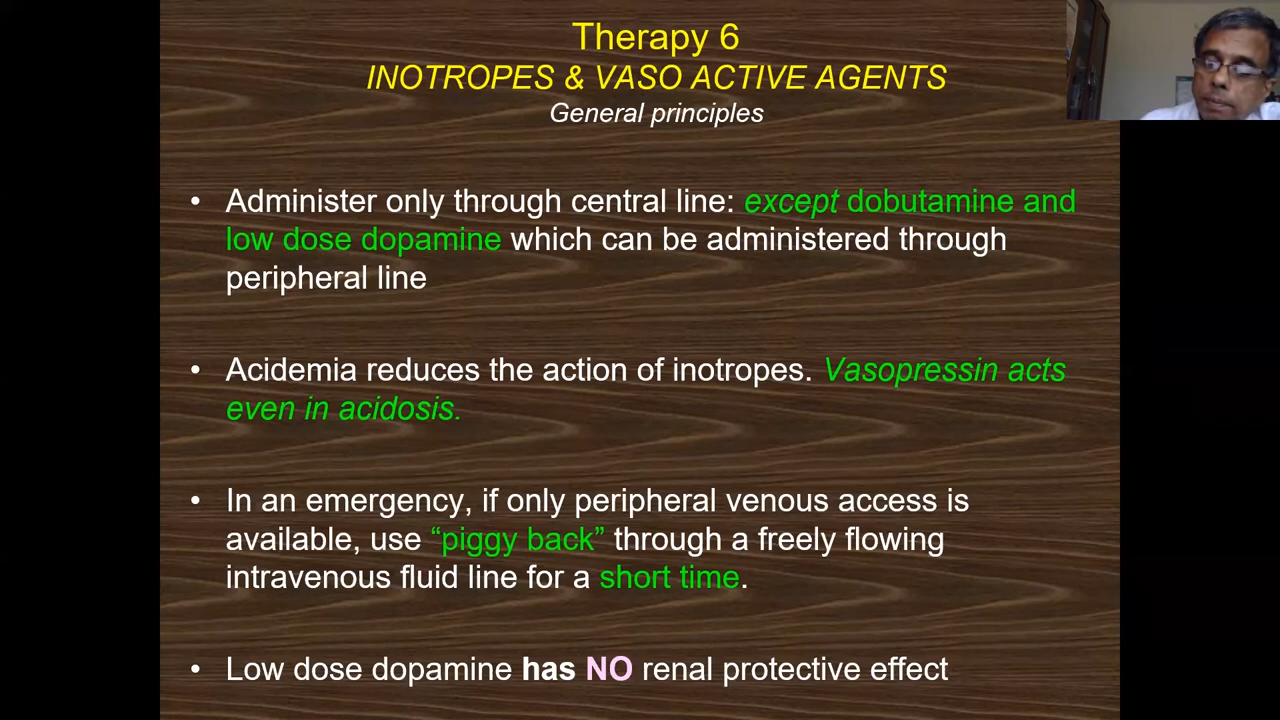 Therapy 6
INOTROPES & VASO ACTIVE AGENTS
General principles
• Administer only through central line: except dobutamine and
low dose dopamine which can be administered through
peripheral line
• Acidemia reduces the action of inotropes. Vasopressin acts
even in acidosis.
• In an emergency, if only peripheral venous access is
available, use “piggy back” through a freely flowing
intravenous fluid line for a short time.
• Low dose dopamine has NO renal protective effect